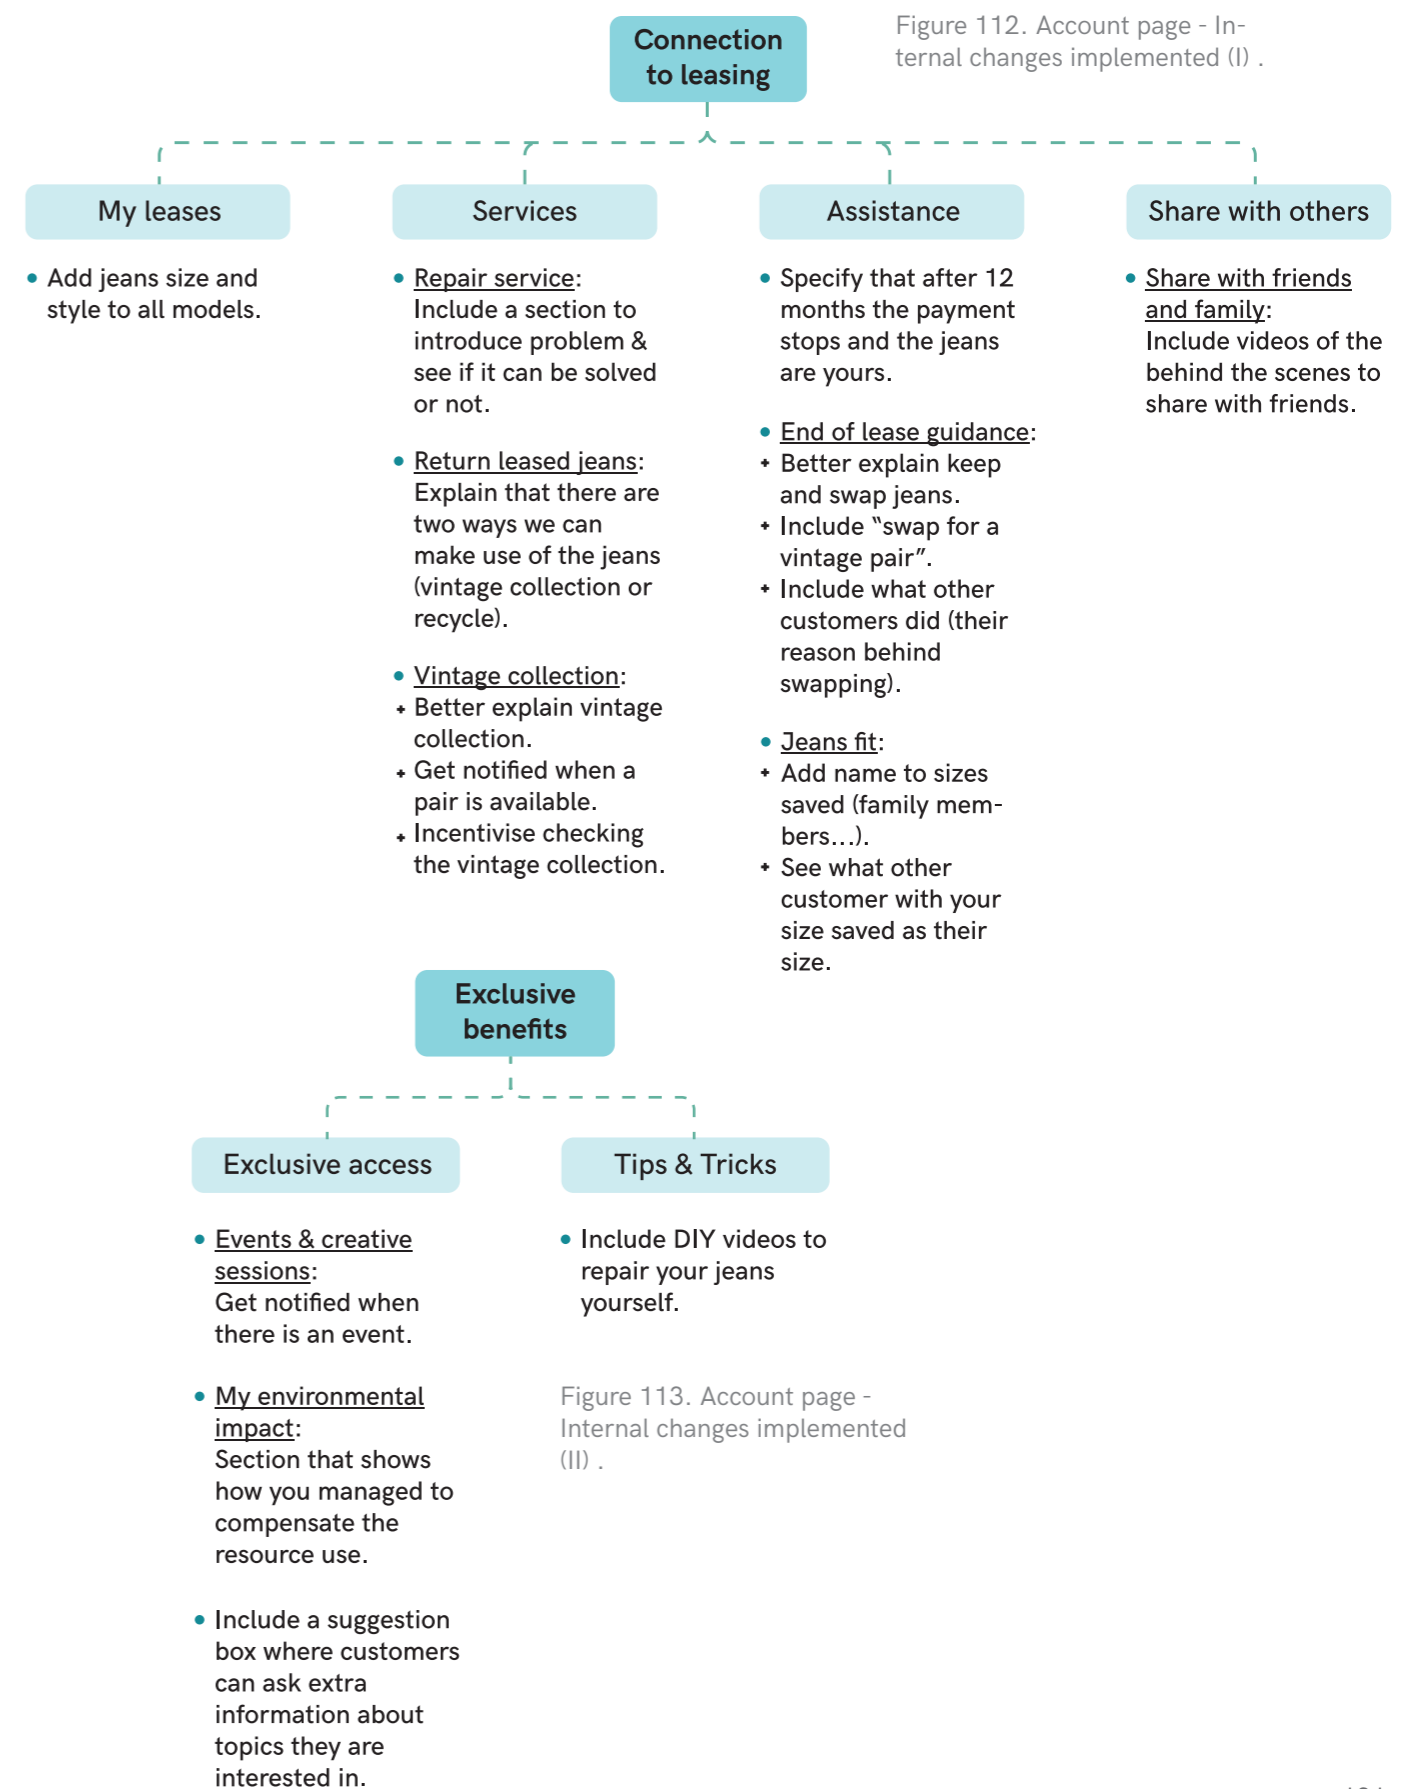 Connection
to leasing
Figure 112. Account page - In-
ternal changes implemented (I) .
My leases
• Add jeans size and
style to all models.
Services
• Repair service:
Include a section to
introduce problem &
see if it can be solved
or not.
• Return leased jeans:
Explain that there are
two ways we can
make use of the jeans
(vintage collection or
recycle).
• Vintage collection:
+ Better explain vintage
collection.
+ Get notified when a
pair is available.
+ Incentivise checking
the vintage collection.
Assistance
• Specify that after 12
months the payment
stops and the jeans
are yours.
• End of lease guidance:
+ Better explain keep
and swap jeans.
+ Include “swap for a
vintage pair”.
+ Include what other
customers did (their
reason behind
swapping).
• Jeans fit:
+ Add name to sizes
saved (family mem-
bers...).
+ See what other
customer with your
size saved as their
size.
Share with others
• Share with friends
and family:
Include videos of the
behind the scenes to
share with friends.
Exclusive
benefits
Exclusive access
• Events & creative
sessions:
Get notified when
there is an event.
• My environmental
impact:
Section that shows
how you managed to
compensate the
resource use.
• Include a suggestion
box where customers
can ask extra
information about
topics they are
interested in.
Tips & Tricks
• Include DIY videos to
repair your jeans
yourself.
Figure 113. Account page -
Internal changes implemented
(II) .